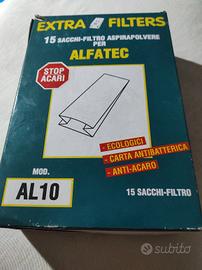 EXTRA FILTERS
15 SACCHI-FILTRO ASPIRAPOLVERE
PER
ALFATEC
STOP
ACARI
- ECOLOGICI
- CARTA ANTIBATTERICA
- ANTI-ACARO
MOD.
AL10
15 SACCHI-FILTRO
subito